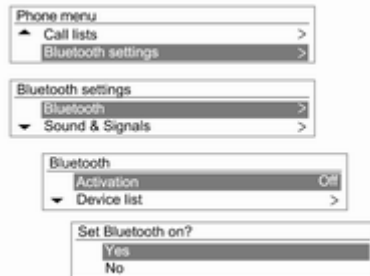 Phone menu
Call lists >
Bluetooth settings >
Bluetooth settings
Bluetooth >
Sound & Signals >
Bluetooth
Activation Off
Device list >
Set Bluetooth on?
Yes
No